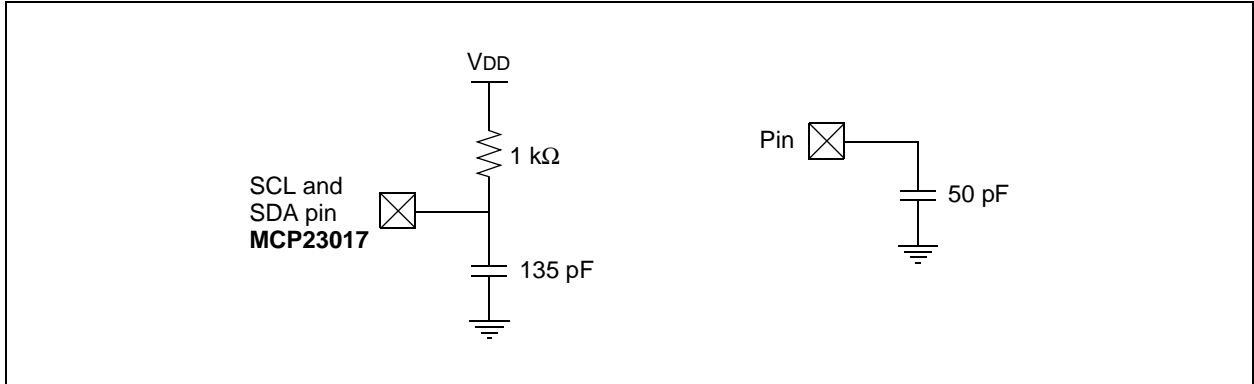 VDD
1 kΩ
SCL and
SDA pin
MCP23017
135 pF
Pin
50 pF